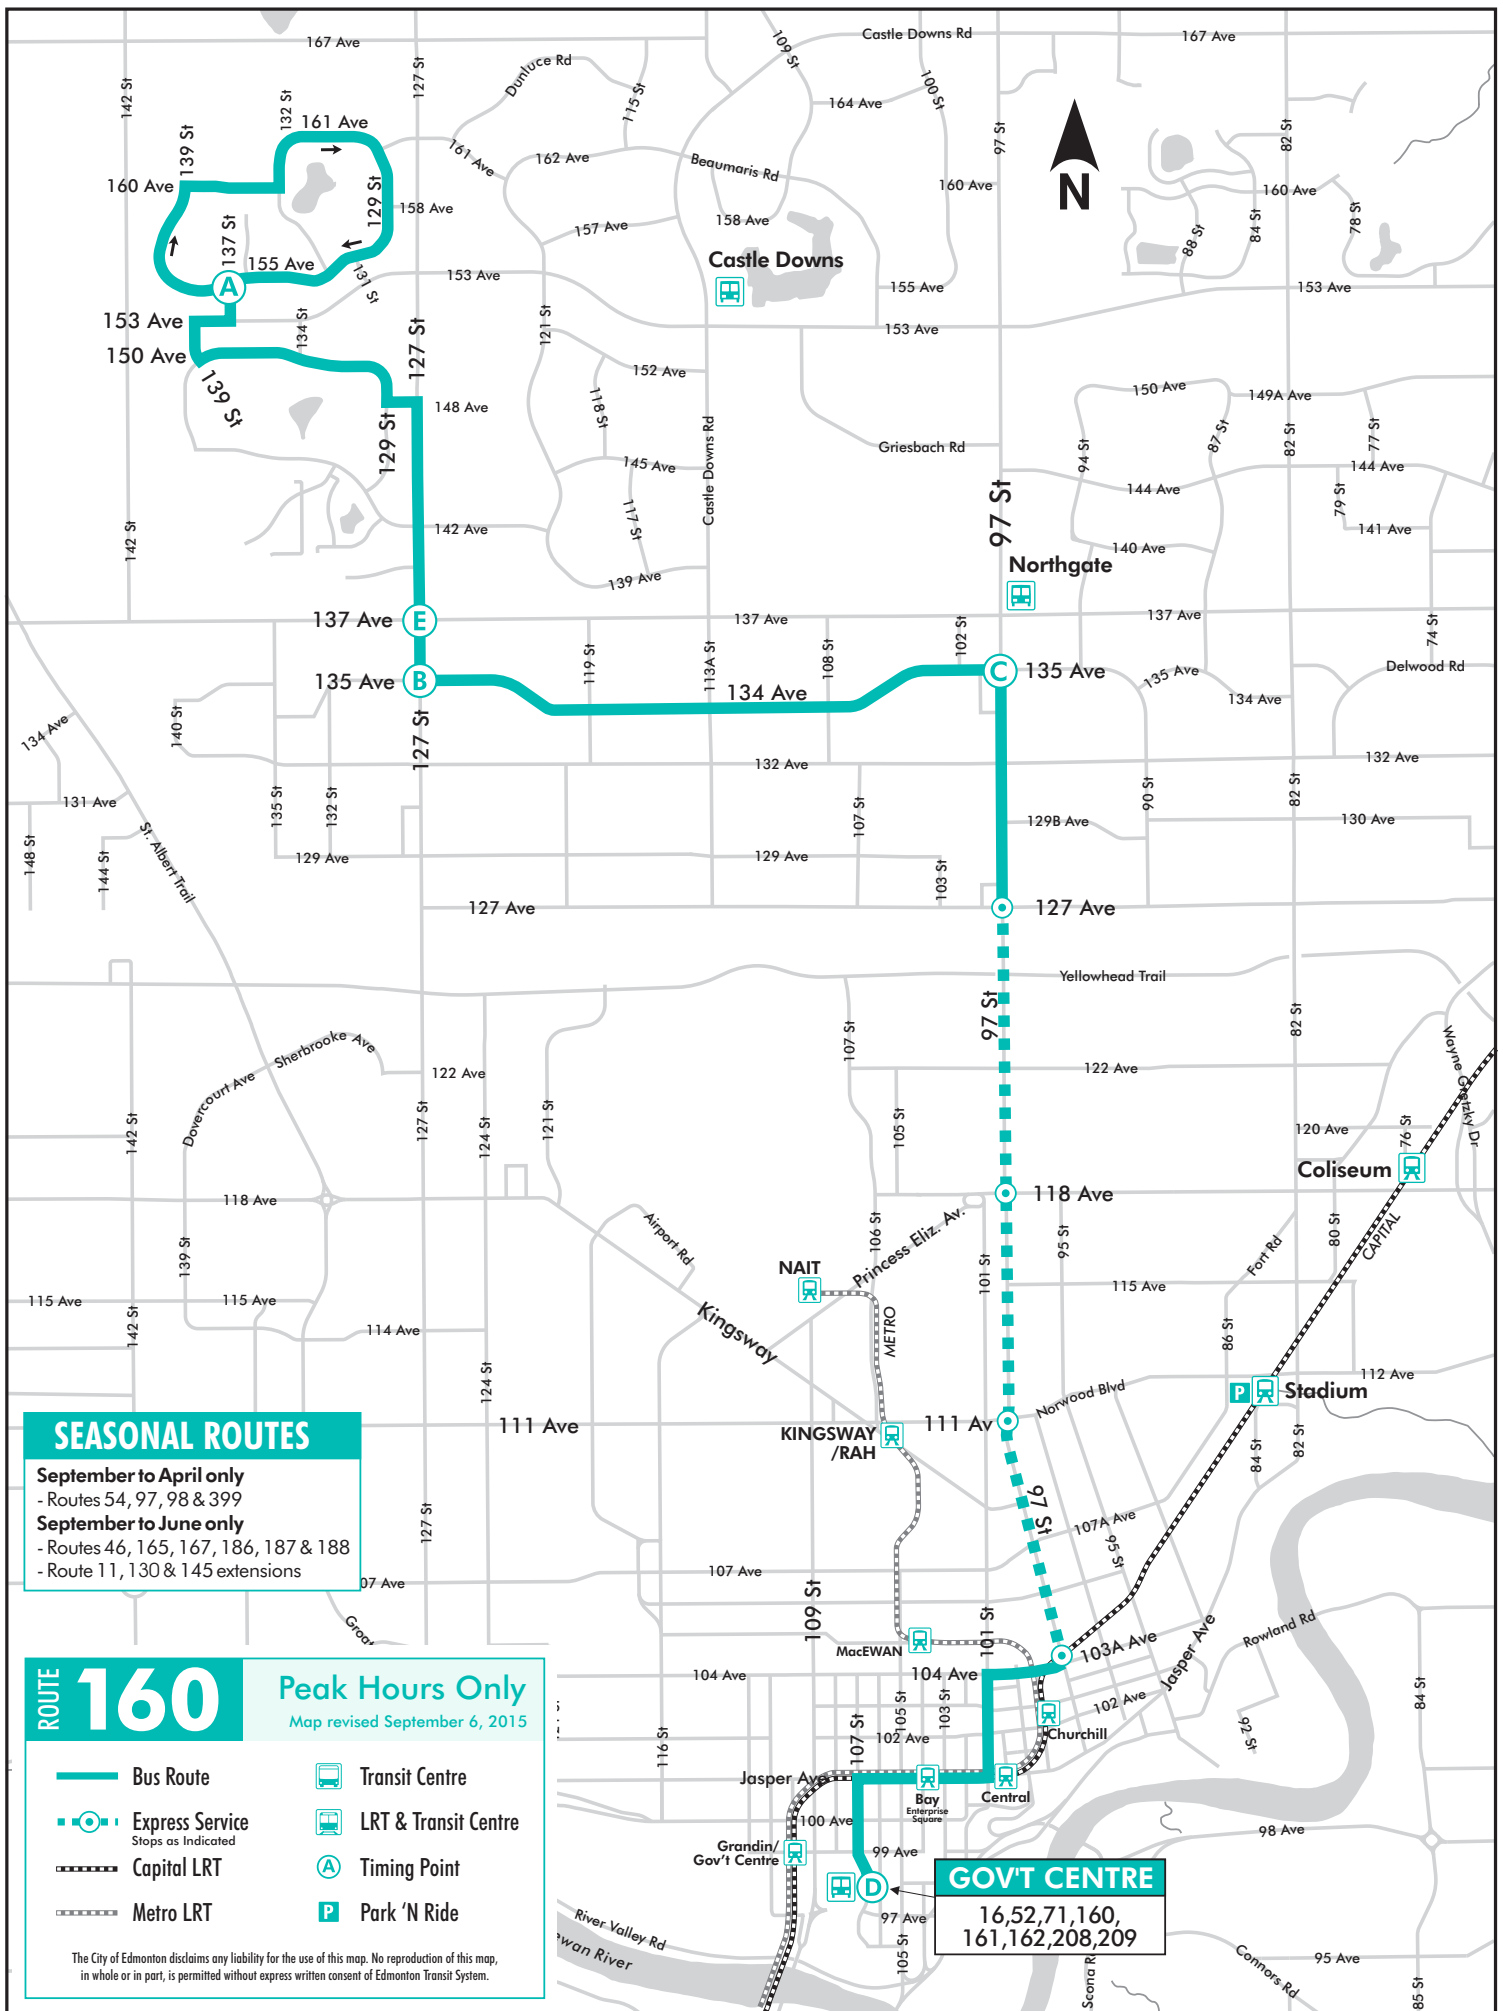 167 Ave
Castle Downs Rd
167 Ave
109 St
Dunluce Rd
142 St
127 St
132 St
115 St
100 St
164 Ave
97 St
82 St
161 Ave
139 St
161 Ave
162 Ave
Beaumaris Rd
160 Ave
129 St
160 Ave
N
160 Ave
158 Ave
158 Ave
157 Ave
137 St
84 St
78 St
88 St
Castle Downs
155 Ave
131 St
A
153 Ave
155 Ave
153 Ave
153 Ave
134 St
121 St
153 Ave
150 Ave
127 St
152 Ave
139 St
150 Ave
149A Ave
148 Ave
118 St
129 St
Castle Downs Rd
Griesbach Rd
94 St
87 St
82 St
77 St
145 Ave
144 Ave
144 Ave
97 St
79 St
117 St
142 St
142 Ave
141 Ave
140 Ave
Northgate
139 Ave
137 Ave
E
137 Ave
137 Ave
74 St
119 St
113A St
108 St
102 St
135 Ave
B
C
135 Ave
135 Ave
Delwood Rd
134 Ave
134 Ave
140 St
134 Ave
127 St
132 Ave
132 Ave
131 Ave
135 St
132 St
107 St
90 St
82 St
129B Ave
130 Ave
148 St
144 St
St. Albert Trail
129 Ave
129 Ave
103 St
127 Ave
127 Ave
Yellowhead Trail
97 St
107 St
82 St
Wayne Gretzky Dr
Sherbrooke Ave
Dovercourt Ave
122 Ave
122 Ave
142 St
127 St
124 St
121 St
105 St
120 Ave
76 St
Coliseum
118 Ave
118 Ave
Airport Rd
106 St
Princess Eliz. Av.
95 St
80 St
CAPITAL
139 St
Fort Rd
101 St
NAIT
115 Ave
115 Ave
115 Ave
142 St
114 Ave
Kingsway
METRO
86 St
124 St
112 Ave
Norwood Blvd
P
Stadium
111 Ave
KINGSWAY
/RAH
111 Av
84 St
82 St
SEASONAL ROUTES
September to April only
- Routes 54, 97, 98 & 399
September to June only
- Routes 46, 165, 167, 186, 187 & 188
- Route 11, 130 & 145 extensions
127 St
97 St
107A Ave
95 St
07 Ave
107 Ave
109 St
101 St
MacEWAN
103A Ave
Jasper Ave
Rowland Rd
104 Ave
104 Ave
84 St
ROUTE
160
Peak Hours Only
Map revised September 6, 2015
116 St
107 St
105 St
103 St
102 Ave
102 Ave
Churchill
92 St
Bus Route
Transit Centre
Jasper Ave
Bay
Enterprise
Square
Central
Express Service
Stops as Indicated
LRT & Transit Centre
100 Ave
98 Ave
Grandin/
Gov't Centre
99 Ave
Capital LRT
A
Timing Point
D
GOV'T CENTRE
16,52,71,160,
161,162,208,209
Metro LRT
P
Park 'N Ride
97 Ave
River Valley Rd
ewan River
105 St
Scona R
Connors Rd
95 Ave
85 St
The City of Edmonton disclaims any liability for the use of this map. No reproduction of this map,
in whole or in part, is permitted without express written consent of Edmonton Transit System.